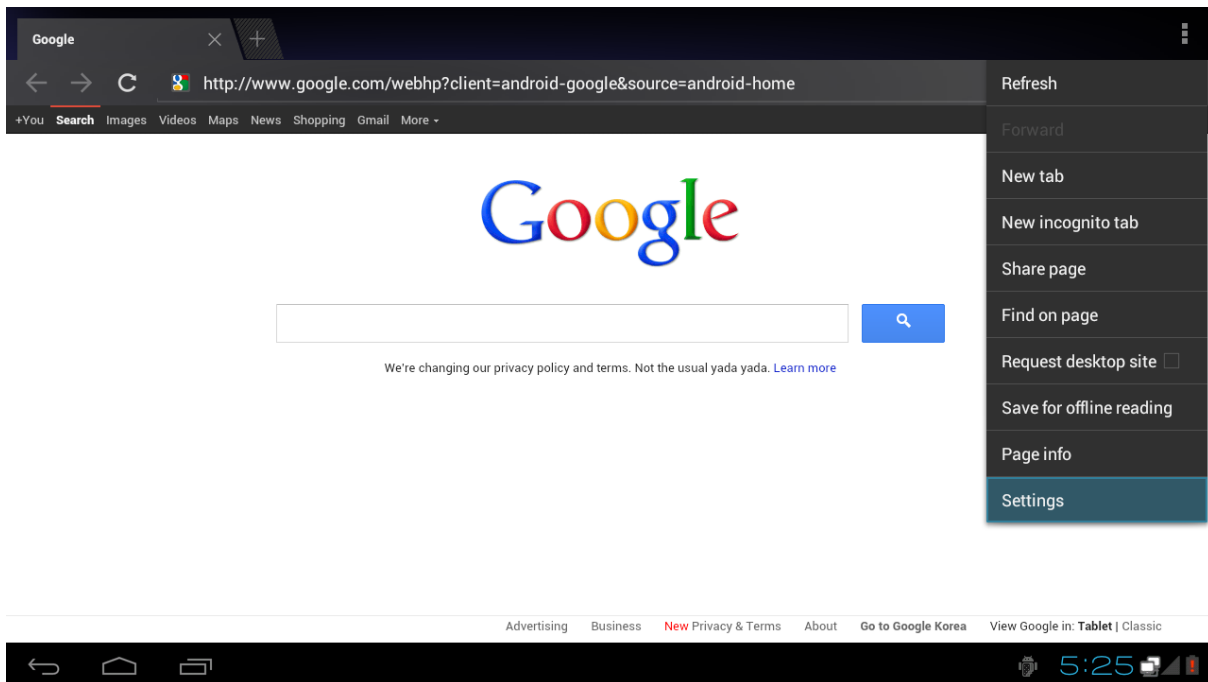 Google
http://www.google.com/webhp?client=android-google&source=android-home
+You Search Images Videos Maps News Shopping Gmail More
Google
We're changing our privacy policy and terms. Not the usual yada yada. Learn more
Refresh
Forward
New tab
New incognito tab
Share page
Find on page
Request desktop site
Save for offline reading
Page info
Settings
Advertising Business New Privacy & Terms About Go to Google Korea View Google in: Tablet | Classic
5:25